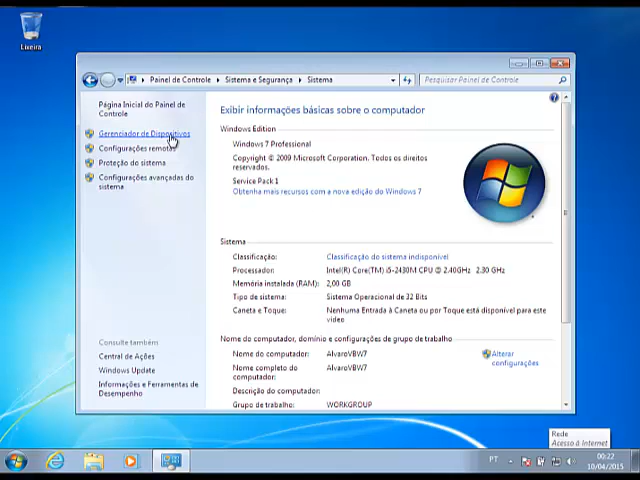 Lixeira
Painel de Controle
Sistema e Segurança
Sistema
Pesquisar Painel de Controle
Página Inicial do Painel de
Controle
Gerenciador de Dispositivos
Configurações remotas
Proteção do sistema
Configurações avançadas do
sistema
Exibir informações básicas sobre o computador
Windows Edition
Windows 7 Professional
Copyright © 2009 Microsoft Corporation. Todos os direitos
reservados.
Service Pack 1
Obtenha mais recursos com a nova edição do Windows 7
Sistema
Classificação: Classificação do sistema indisponível
Processador: Intel(R) Core(TM) i5-2430M CPU @ 2.40GHz 2.30 GHz
Memória instalada (RAM): 2,00 GB
Tipo de sistema: Sistema Operacional de 32 Bits
Caneta e Toque: Nenhuma Entrada à Caneta ou por Toque está disponível para este
vídeo
Nome do computador, domínio e configurações de grupo de trabalho
Nome do computador: AlvaroVBW7
Alterar
configurações
Nome completo do
computador: AlvaroVBW7
Descrição do computador:
Grupo de trabalho: WORKGROUP
Consulte também
Central de Ações
Windows Update
Informações e Ferramentas de
Desempenho
Rede
Acesso à Internet
PT
00:22
10/04/2015